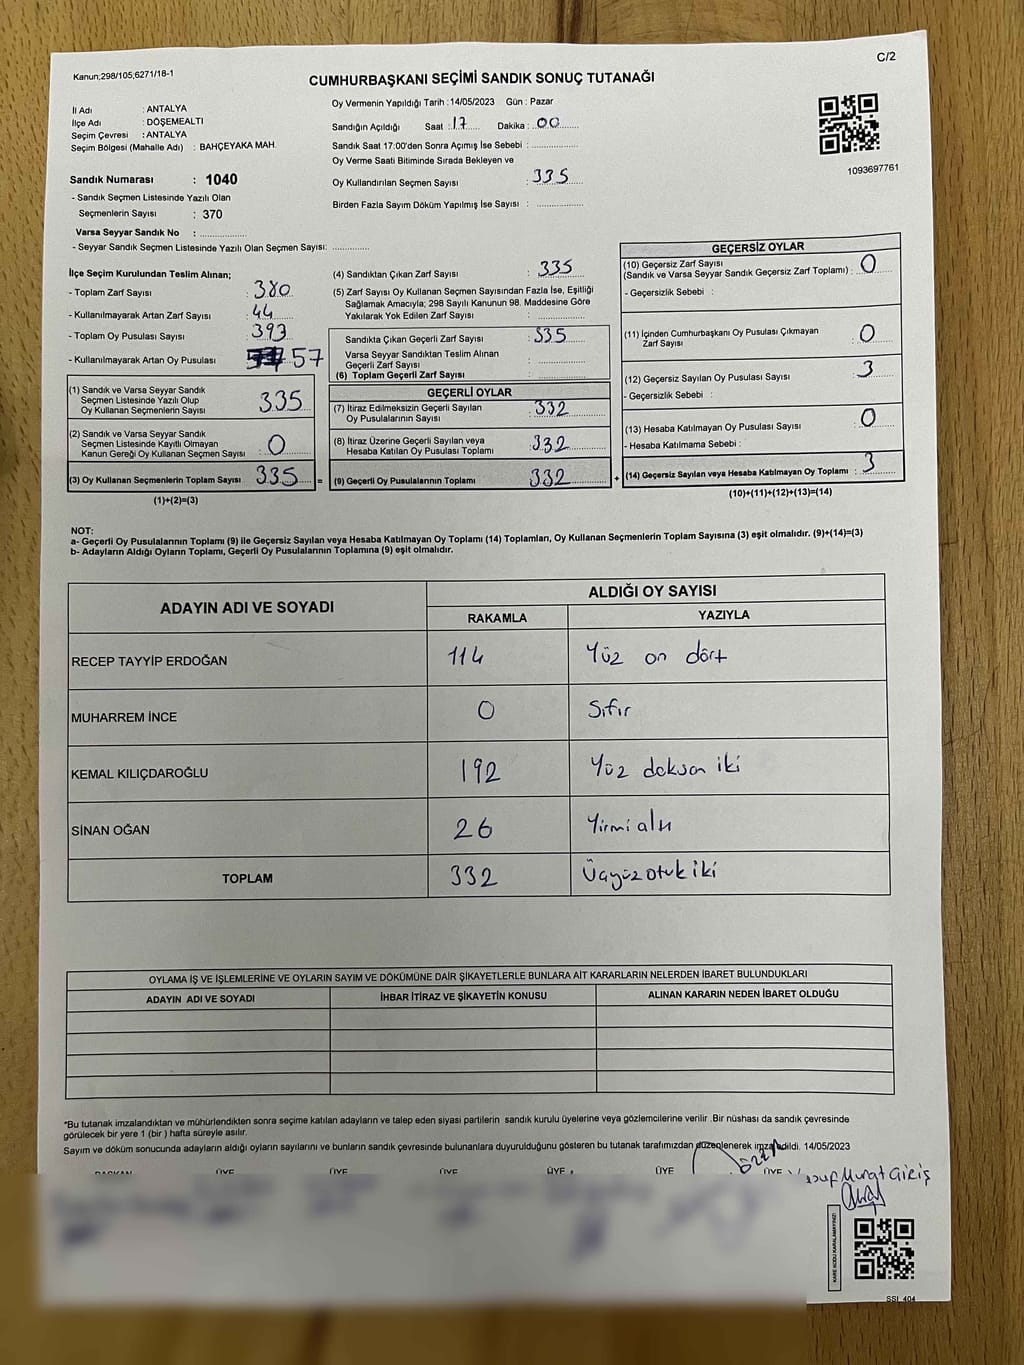 Kanun;298/105;6271/18-1
C/2
CUMHURBAŞKANI SEÇİMİ SANDIK SONUÇ TUTANAĞI
İl Adı : ANTALYA
İlçe Adı : DÖŞEMEALTI
Seçim Çevresi : ANTALYA
Seçim Bölgesi (Mahalle Adı) : BAHÇEYAKA MAH.
Sandık Numarası : 1040
- Sandık Seçmen Listesinde Yazılı Olan
Seçmenlerin Sayısı : 370
Varsa Seyyar Sandık No : ....................
- Seyyar Sandık Seçmen Listesinde Yazılı Olan Seçmen Sayısı: ...............
Oy Vermenin Yapıldığı Tarih : 14/05/2023 Gün : Pazar
Sandığın Açıldığı Saat : 17 Dakika : 00
Sandık Saat 17:00'den Sonra Açımış İse Sebebi : ................
Oy Verme Saati Bitiminde Sırada Bekleyen ve
Oy Kullandırılan Seçmen Sayısı : 335
Birden Fazla Sayım Döküm Yapılmış İse Sayısı : ................
1093697761
İlçe Seçim Kurulundan Teslim Alınan;
- Toplam Zarf Sayısı : 380
- Kullanılmayarak Artan Zarf Sayısı : 44
- Toplam Oy Pusulası Sayısı : 393
- Kullanılmayarak Artan Oy Pusulası 57
(1) Sandık ve Varsa Seyyar Sandık
Seçmen Listesinde Yazılı Olup
Oy Kullanan Seçmenlerin Sayısı 335
(2) Sandık ve Varsa Seyyar Sandık
Seçmen Listesinde Kayıtlı Olmayan
Kanun Gereği Oy Kullanan Seçmen Sayısı : 0
(3) Oy Kullanan Seçmenlerin Toplam Sayısı 335 =
(1)+(2)=(3)
(4) Sandıktan Çıkan Zarf Sayısı : 335
(5) Zarf Sayısı Oy Kullanan Seçmen Sayısından Fazla İse, Eşitliği
Sağlamak Amacıyla; 298 Sayılı Kanunun 98. Maddesine Göre
Yakılarak Yok Edilen Zarf Sayısı : ................
Sandıkta Çıkan Geçerli Zarf Sayısı : 335
Varsa Seyyar Sandıktan Teslim Alınan
Geçerli Zarf Sayısı : ................
(6) Toplam Geçerli Zarf Sayısı : ................
GEÇERLİ OYLAR
(7) İtiraz Edilmeksizin Geçerli Sayılan
Oy Pusulalarının Sayısı : 332
(8) İtiraz Üzerine Geçerli Sayılan veya
Hesaba Katılan Oy Pusulası Toplamı : 332
(9) Geçerli Oy Pusulalarının Toplamı : 332 +
GEÇERSİZ OYLAR
(10) Geçersiz Zarf Sayısı
(Sandık ve Varsa Seyyar Sandık Geçersiz Zarf Toplamı) : 0
- Geçersizlik Sebebi :
(11) İçinden Cumhurbaşkanı Oy Pusulası Çıkmayan
Zarf Sayısı : 0
(12) Geçersiz Sayılan Oy Pusulası Sayısı : 3
- Geçersizlik Sebebi :
(13) Hesaba Katılmayan Oy Pusulası Sayısı : 0
- Hesaba Katılmama Sebebi :
(14) Geçersiz Sayılan veya Hesaba Katılmayan Oy Toplamı : 3
(10)+(11)+(12)+(13)=(14)
NOT:
a- Geçerli Oy Pusulalarının Toplamı (9) ile Geçersiz Sayılan veya Hesaba Katılmayan Oy Toplamı (14) Toplamları, Oy Kullanan Seçmenlerin Toplam Sayısına (3) eşit olmalıdır. (9)+(14)=(3)
b- Adayların Aldığı Oyların Toplamı, Geçerli Oy Pusulalarının Toplamına (9) eşit olmalıdır.
ADAYIN ADI VE SOYADI ALDIĞI OY SAYISI
RAKAMLA YAZIYLA
RECEP TAYYİP ERDOĞAN 114 Yüz on dört
MUHARREM İNCE 0 Sıfır
KEMAL KILIÇDAROĞLU 192 Yüz doksan iki
SİNAN OĞAN 26 Yirmi altı
TOPLAM 332 Üçyüz otuk iki
OYLAMA İŞ VE İŞLEMLERİNE VE OYLARIN SAYIM VE DÖKÜMÜNE DAİR ŞİKAYETLERLE BUNLARA AİT KARARLARIN NELERDEN İBARET BULUNDUKLARI
ADAYIN ADI VE SOYADI İHBAR İTİRAZ VE ŞİKAYETİN KONUSU ALINAN KARARIN NEDEN İBARET OLDUĞU
*Bu tutanak imzalandıktan ve mühürlendikten sonra seçime katılan adayların ve talep eden siyasi partilerin sandık kurulu üyelerine veya gözlemcilerine verilir .Bir nüshası da sandık çevresinde
görülecek bir yere 1 (bir ) hafta süreyle asılır.
Sayım ve döküm sonucunda adayların aldığı oyların sayılarını ve bunların sandık çevresinde bulunanlara duyurulduğunu gösteren bu tutanak tarafımızdan düzenlenerek imzalandı. 14/05/2023
BAŞKAN ÜYE ÜYE ÜYE ÜYE ÜYE ÜYE
Murat Giriş
KARE KODU KARALAMAYINIZ!
SSI_404